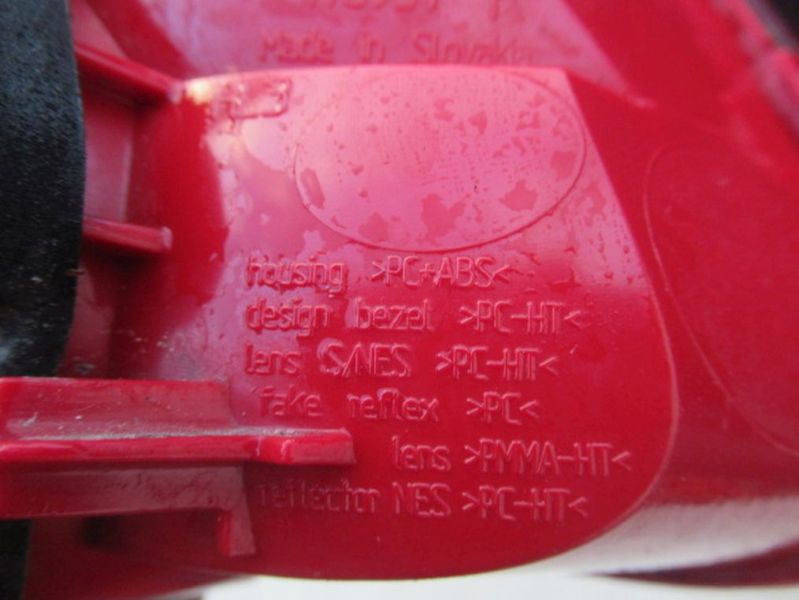 Made in Slovakia
housing >PC+ABS<
design bezel >PC-HT<
lens S/NES >PC-HT<
fake reflex >PC<
lens >PMMA-HT<
reflector NES >PC-HT<